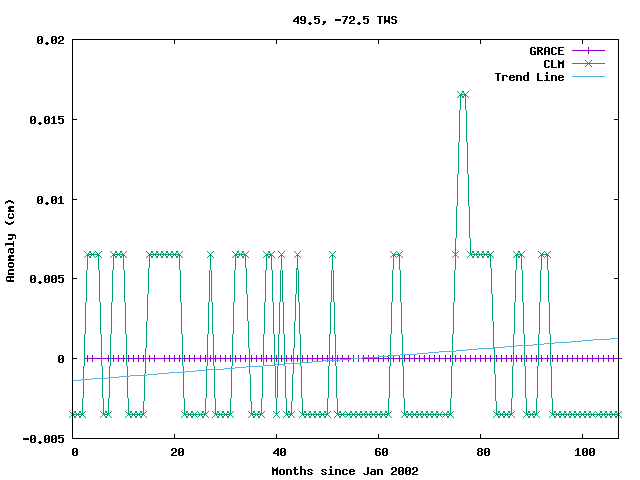 49.5, -72.5 TWS
0.02
GRACE
CLM
Trend Line
0.015
0.01
0.005
0
-0.005
Anomaly (cm)
0 20 40 60 80 100
Months since Jan 2002